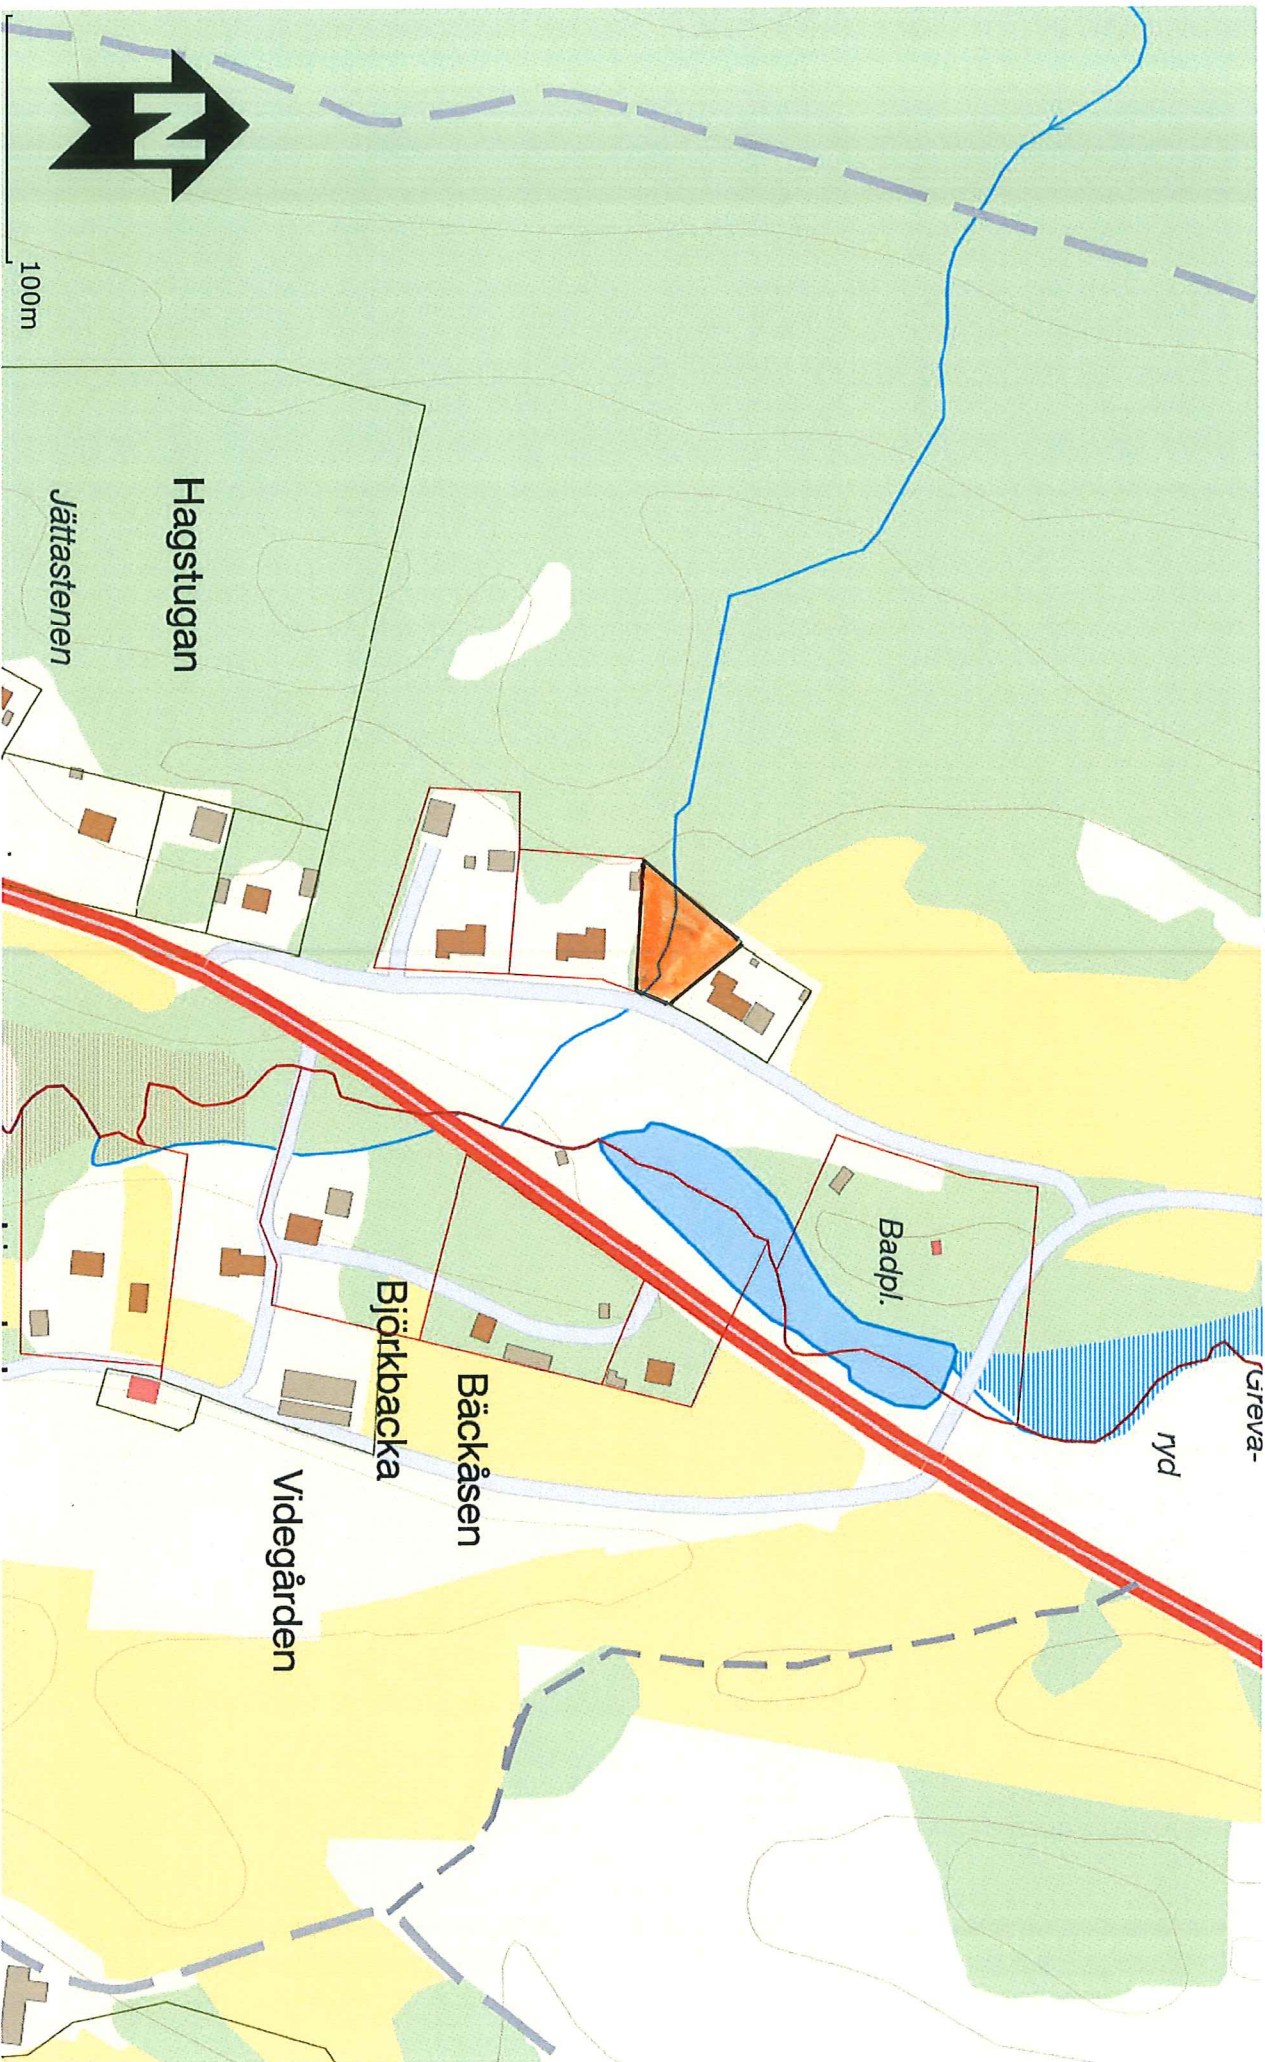 N
100m
Hagstugan
Jättastenen
Badpl.
Greva-
ryd
Björkbacka
Bäckåsen
Videgården